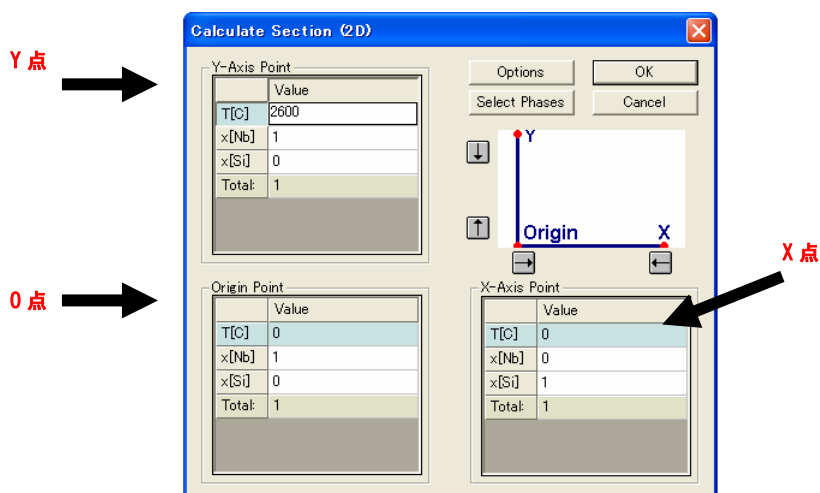 Calculate Section (2D)
Y点
Y-Axis Point
Value
T[C] 2600
x[Nb] 1
x[Si] 0
Total: 1
Options
OK
Select Phases
Cancel
Y
Origin
X
X点
O点
Origin Point
Value
T[C] 0
x[Nb] 1
x[Si] 0
Total: 1
X-Axis Point
Value
T[C] 0
x[Nb] 0
x[Si] 1
Total: 1